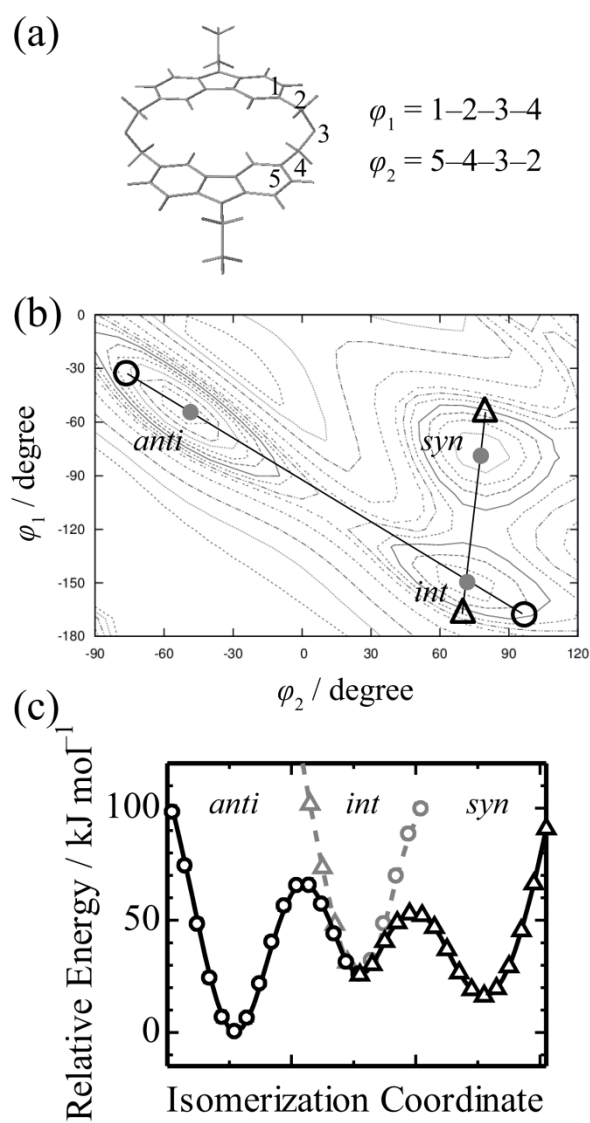 (a)
1
2
3
4
5
φ₁ = 1–2–3–4
φ₂ = 5–4–3–2
(b)
0
-30
-60
-90
-120
-150
-180
φ₁ / degree
anti
syn
int
-90
-60
-30
0
30
60
90
120
φ₂ / degree
(c)
100
50
0
Relative Energy / kJ mol⁻¹
anti
int
syn
Isomerization Coordinate